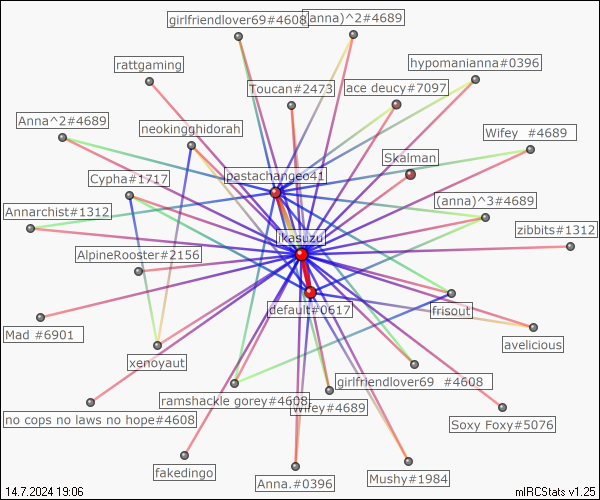 girlfriendlover69#4608
(anna)^2#4689
rattgaming
hypomanianna#0396
Toucan#2473
ace deucy#7097
Anna^2#4689
neokingghidorah
Wifey #4689
Skalman
Cypha#1717
pastachangeo41
(anna)^3#4689
Annarchist#1312
zibbits#1312
ikasuzu
AlpineRooster#2156
default#0617
frisout
Mad #6901
avelicious
xenoyaut
girlfriendlover69 #4608
ramshackle gorey#4608
Wifey#4689
no cops no laws no hope#4608
Soxy Foxy#5076
fakedingo
Anna.#0396
Mushy#1984
14.7.2024 19:06
mIRCStats v1.25